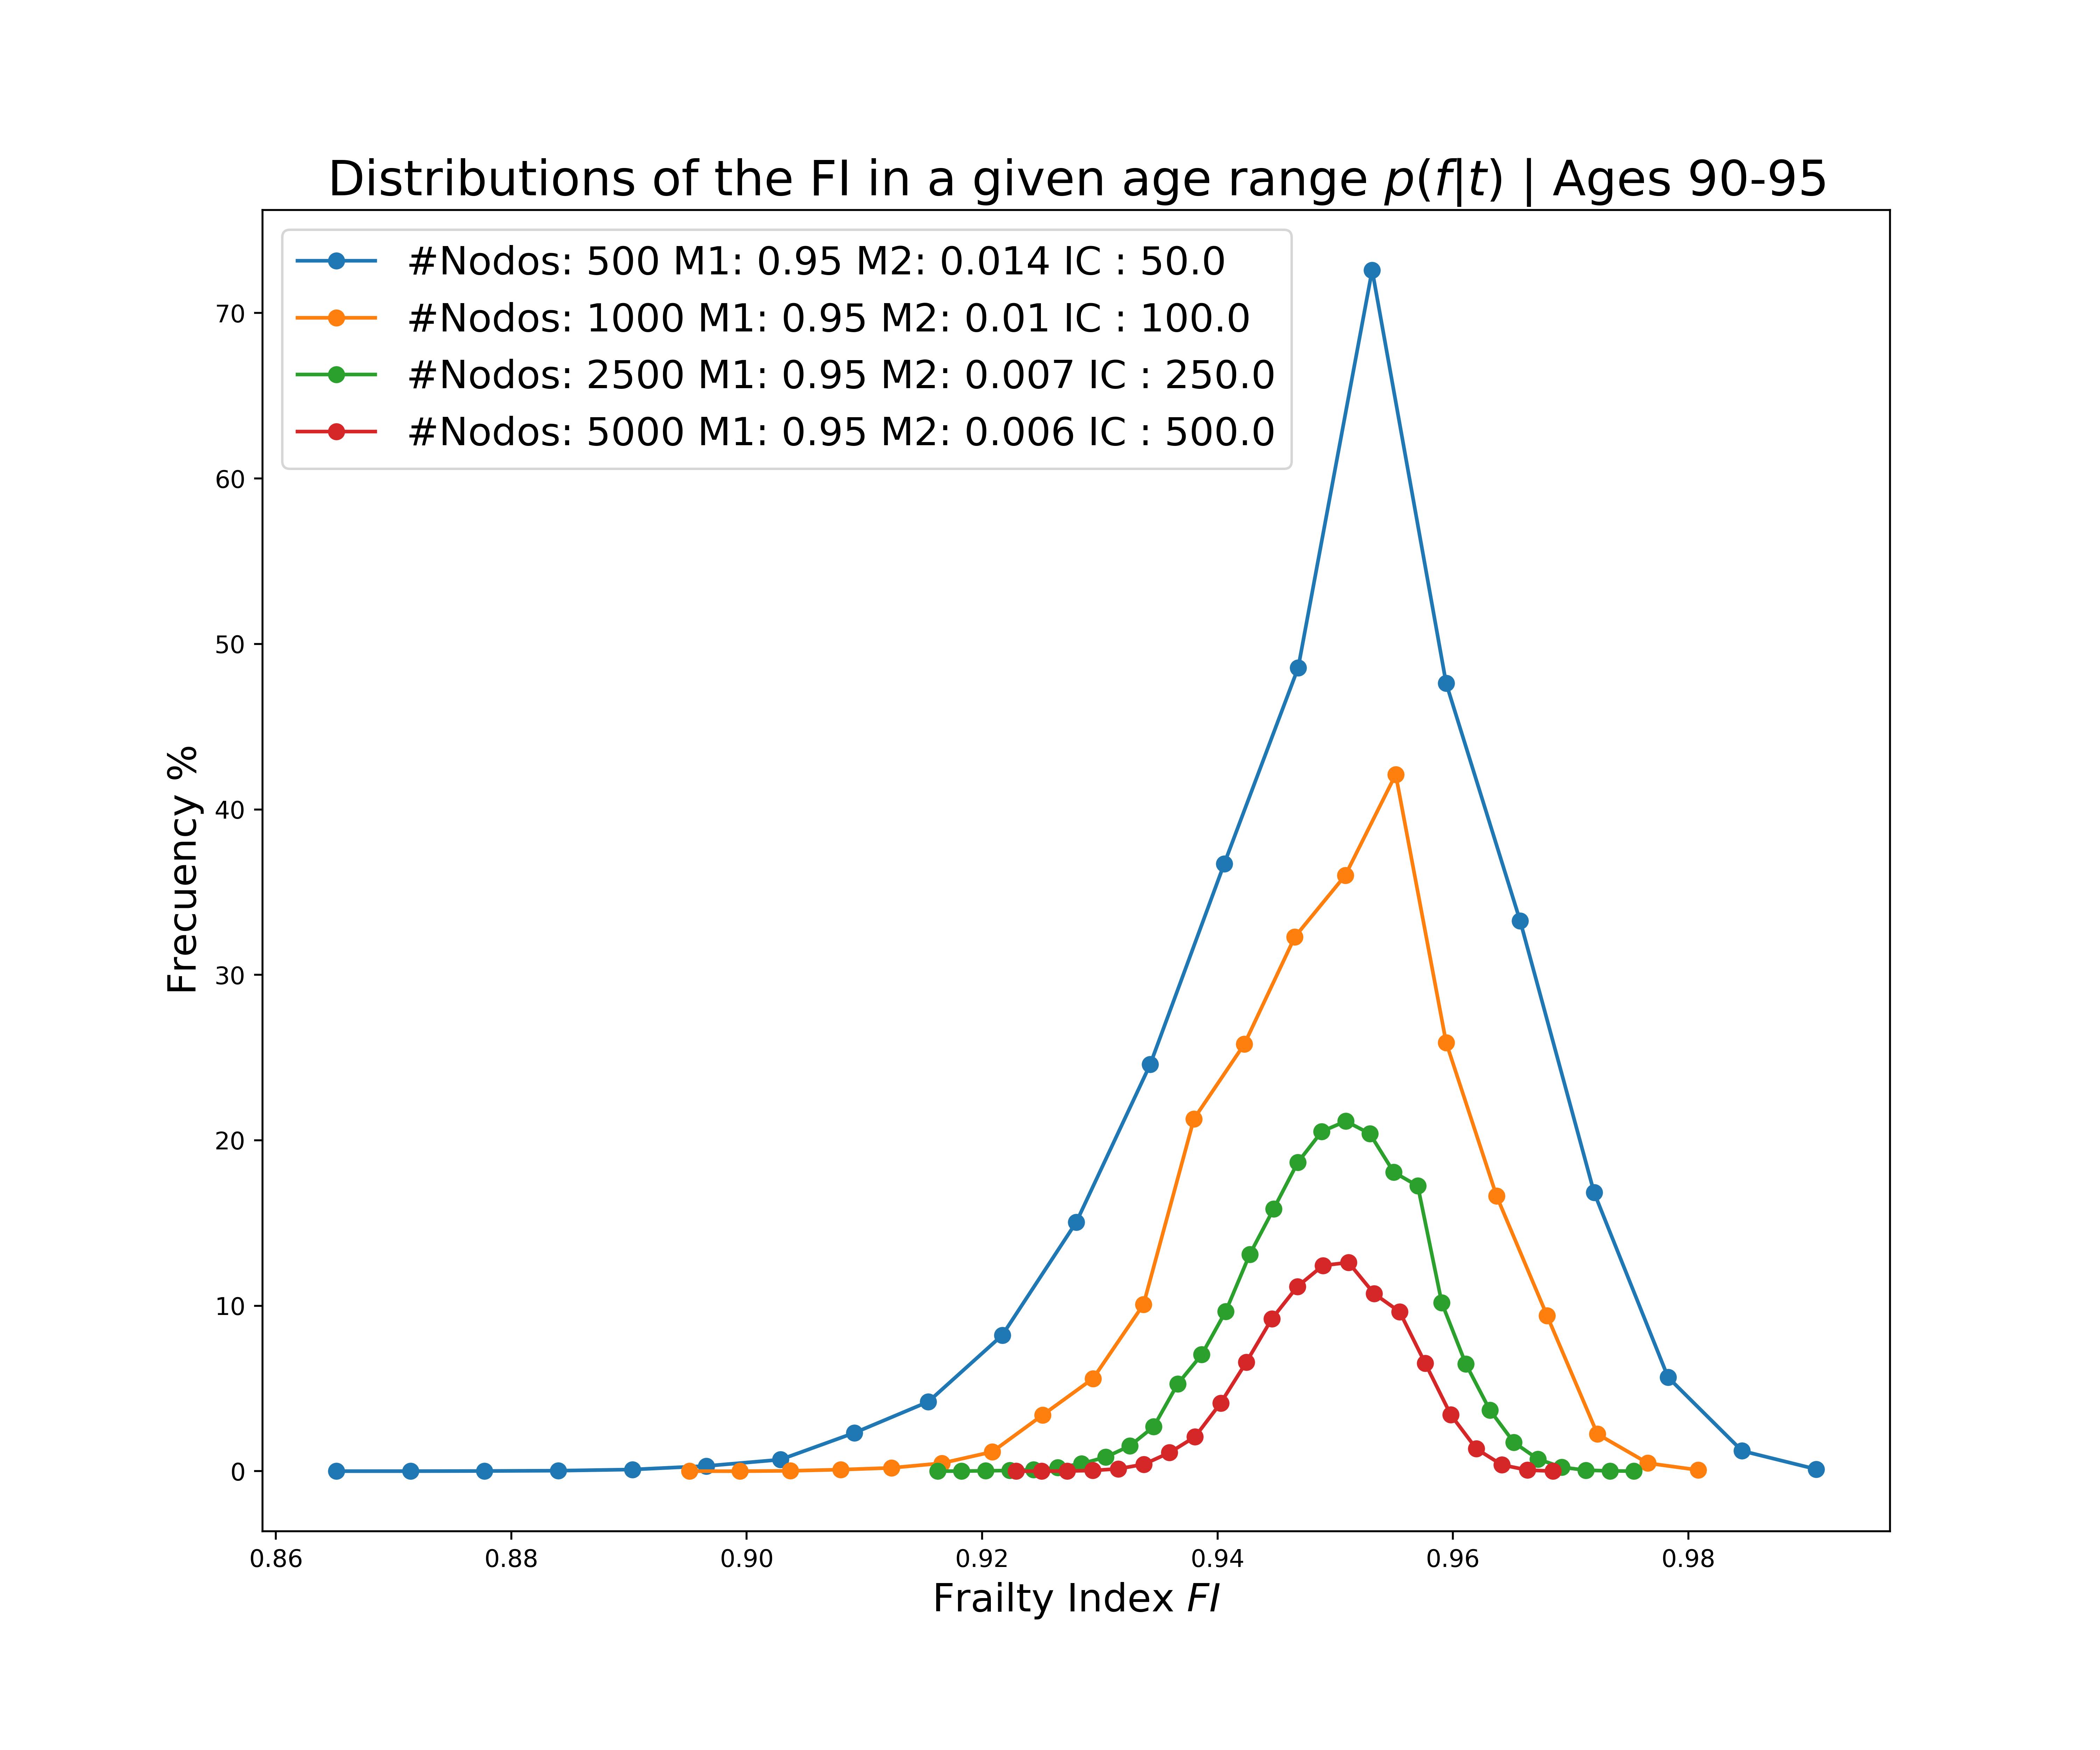 Distributions of the FI in a given age range p(f|t) | Ages 90-95
#Nodos: 500 M1: 0.95 M2: 0.014 IC : 50.0
#Nodos: 1000 M1: 0.95 M2: 0.01 IC : 100.0
#Nodos: 2500 M1: 0.95 M2: 0.007 IC : 250.0
#Nodos: 5000 M1: 0.95 M2: 0.006 IC : 500.0
Frecuency %
70
60
50
40
30
20
10
0
0.86 0.88 0.90 0.92 0.94 0.96 0.98
Frailty Index FI